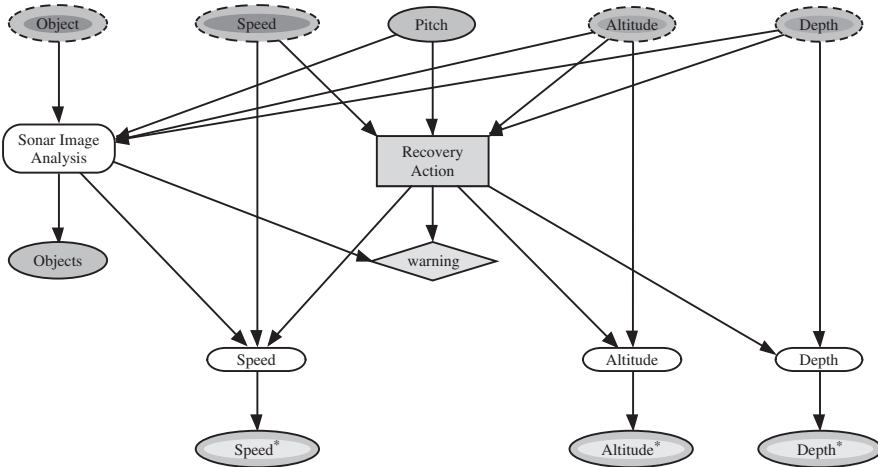 Object
Speed
Pitch
Altitude
Depth
Sonar Image
Analysis
Recovery
Action
Objects
warning
Speed
Altitude
Depth
Speed*
Altitude*
Depth*